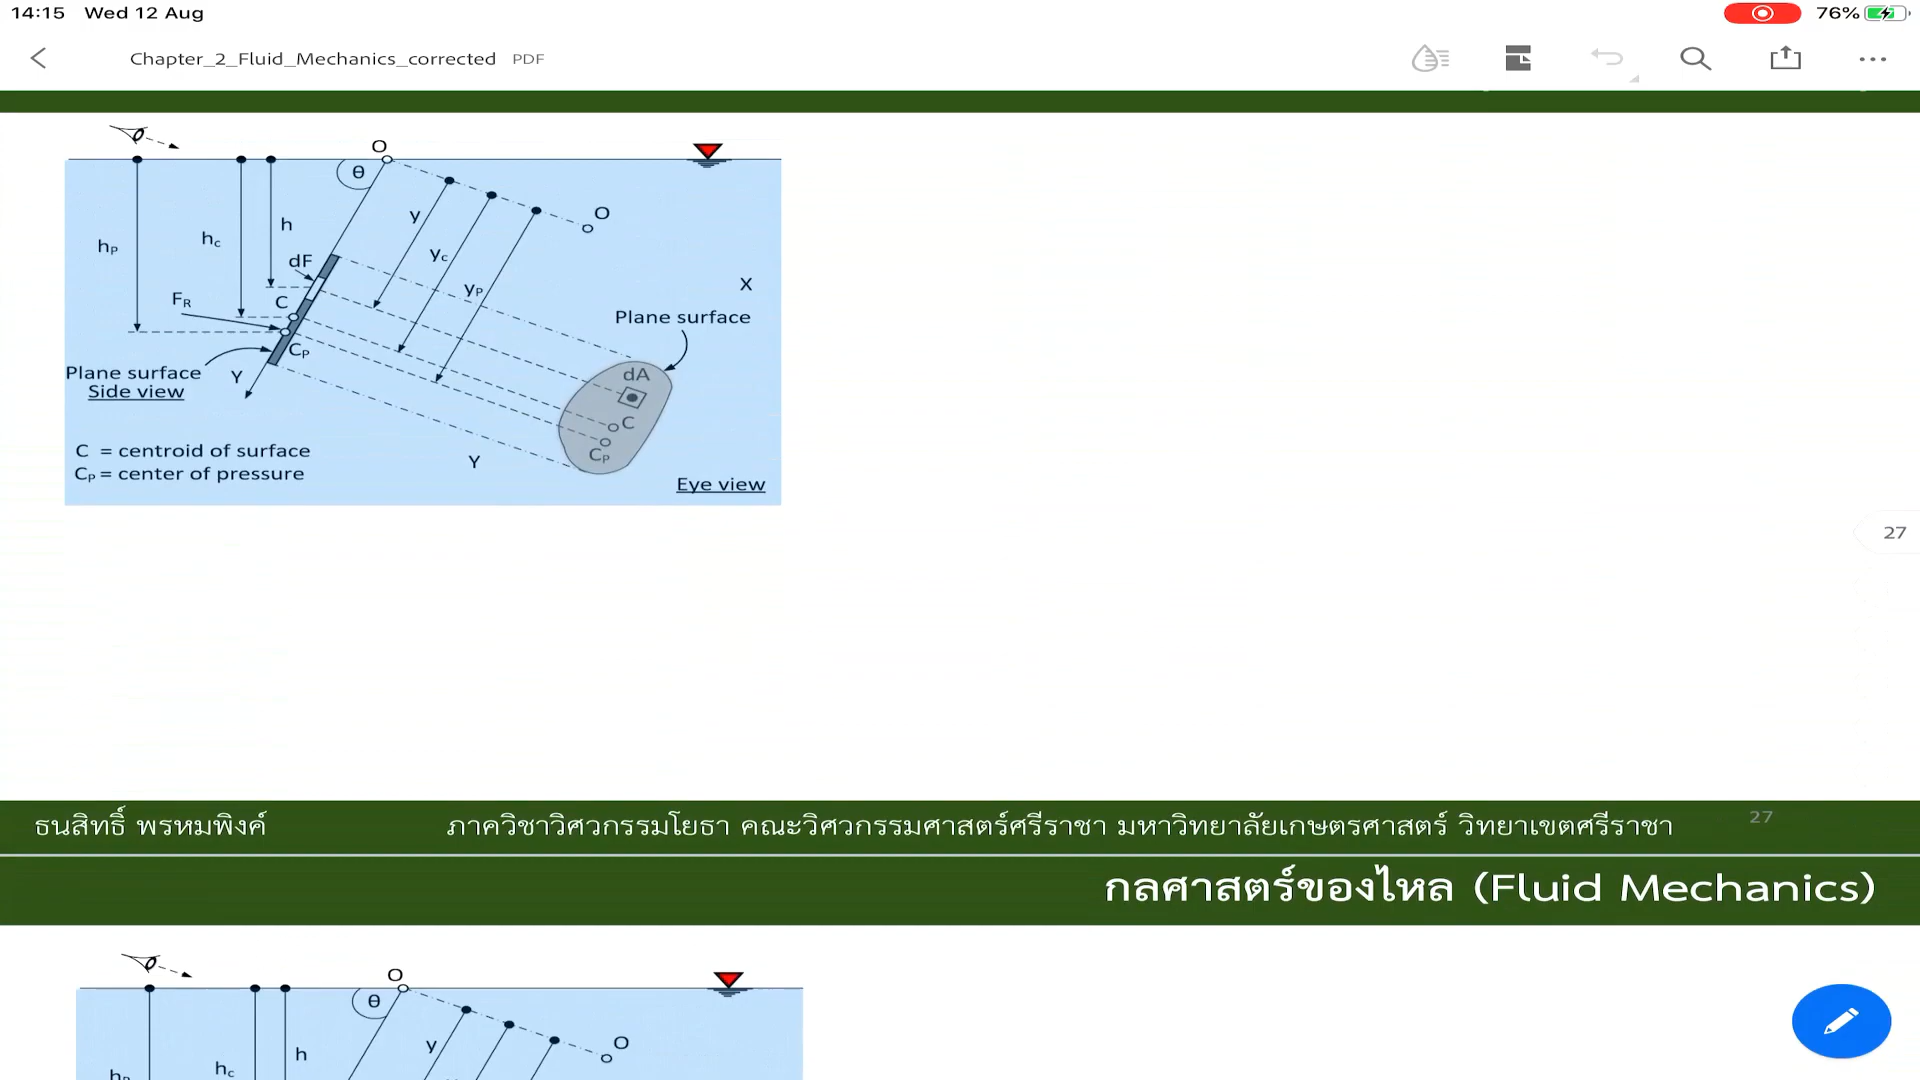 14:15 Wed 12 Aug
76%
Chapter_2_Fluid_Mechanics_corrected PDF
O
θ
y
O
h
hP
hc
yc
dF
yP
X
FR
C
Plane surface
CP
Plane surface
Side view
Y
dA
C
CP
C = centroid of surface
Y
CP = center of pressure
Eye view
27
ธนสิทธิ์ พรหมพิงค์ ภาควิชาวิศวกรรมโยธา คณะวิศวกรรมศาสตร์ศรีราชา มหาวิทยาลัยเกษตรศาสตร์ วิทยาเขตศรีราชา 27
กลศาสตร์ของไหล (Fluid Mechanics)
O
θ
y
O
h
hc